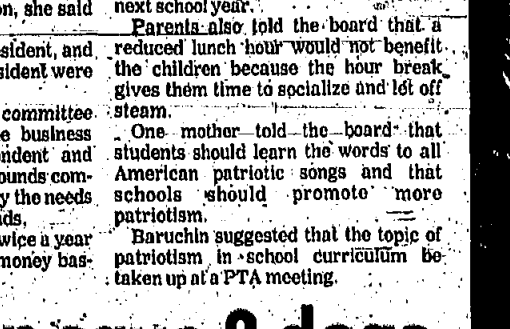 on, she said
sident, and
sident were
committee
e business
ndent and
ounds com-
y the needs
ds.
wice a year
money bas-
next school year.
Parents also told the board that a
reduced lunch hour would not benefit
the children because the hour break
gives them time to socialize and let off
steam.
One mother told the board that
students should learn the words to all
American patriotic songs and that
schools should promote more
patriotism.
Baruchin suggested that the topic of
patriotism in school curriculum be
taken up at a PTA meeting.